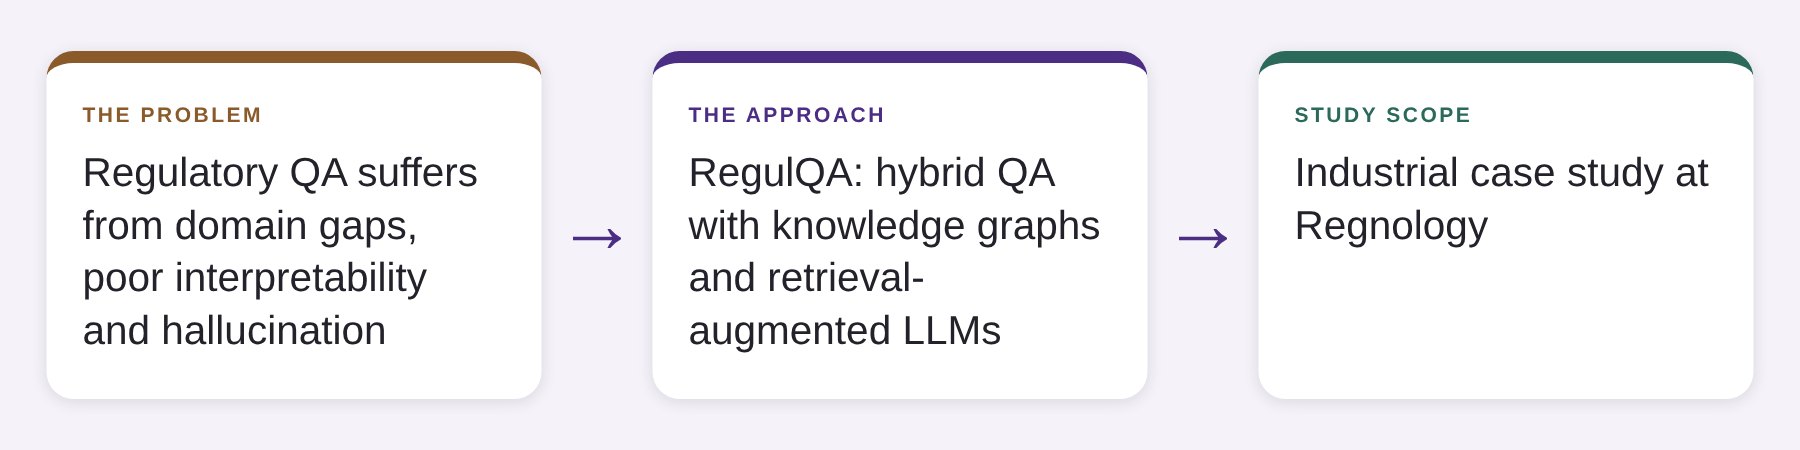 THE PROBLEM
Regulatory QA suffers
from domain gaps,
poor interpretability
and hallucination
THE APPROACH
RegulQA: hybrid QA
with knowledge graphs
and retrieval-
augmented LLMs
STUDY SCOPE
Industrial case study at
Regnology